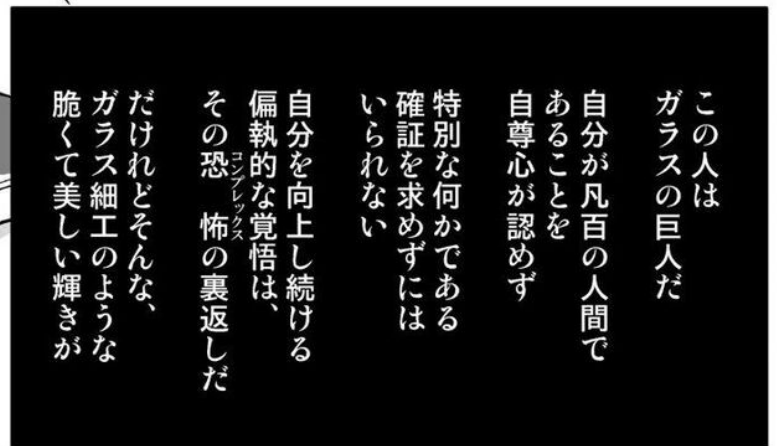 この人は
ガラスの巨人だ
自分が凡百の人間で
あることを
自尊心が認めず
特別な何かである
確証を求めずには
いられない
自分を向上し続ける
偏執的な覚悟は、
その恐怖の裏返しだ
コンプレックス
だけれどそんな、
ガラス細工のような
脆くて美しい輝きが